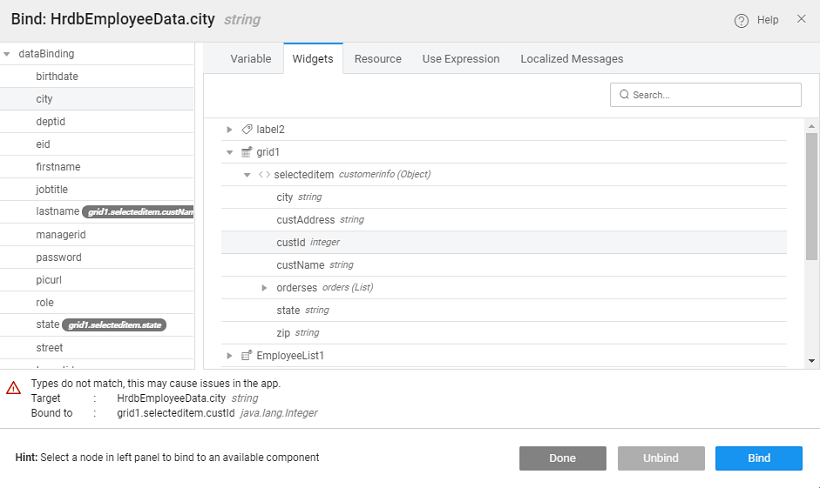 Bind: HrdbEmployeeData.city string
Help
dataBinding
birthdate
city
deptid
eid
firstname
jobtitle
lastname grid1.selecteditem.custNam
managerid
password
picurl
role
state grid1.selecteditem.state
street
Variable Widgets Resource Use Expression Localized Messages
Search...
label2
grid1
selecteditem customerinfo (Object)
city string
custAddress string
custId integer
custName string
orderses orders (List)
state string
zip string
EmployeeList1
Types do not match, this may cause issues in the app.
Target : HrdbEmployeeData.city string
Bound to : grid1.selecteditem.custId java.lang.Integer
Hint: Select a node in left panel to bind to an available component
Done Unbind Bind